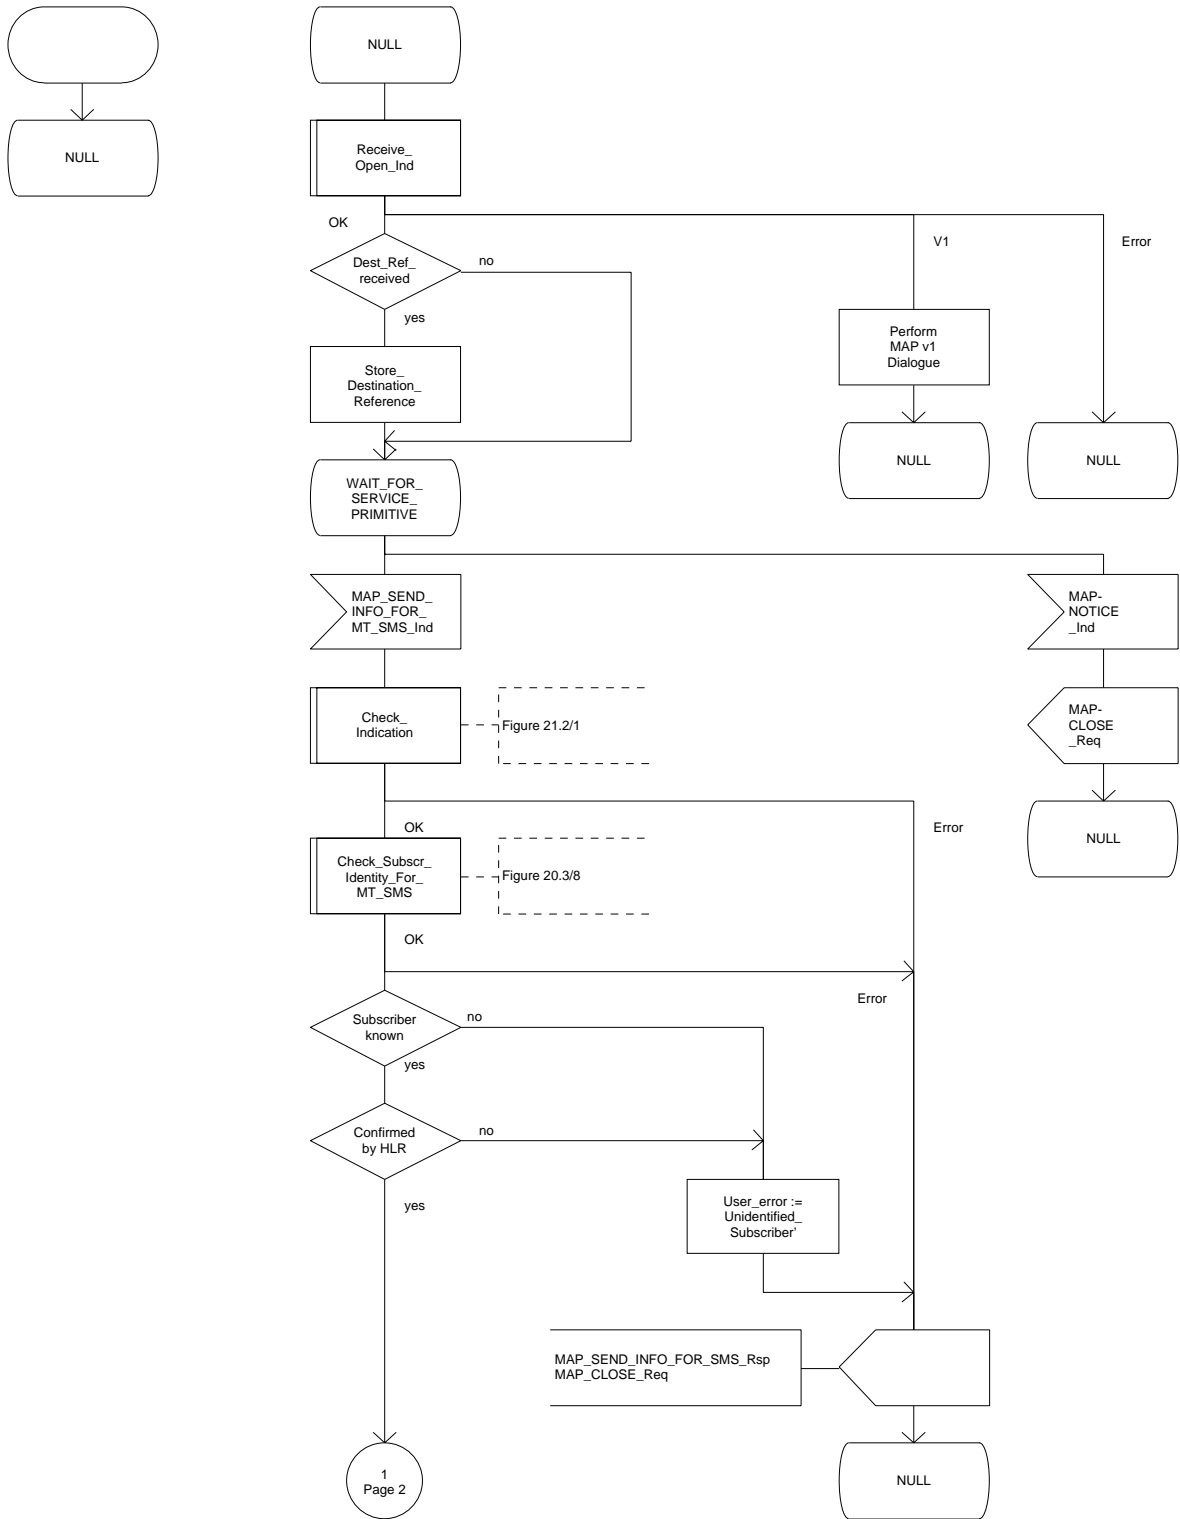 NULL
NULL
Receive_
Open_Ind
OK
V1
Error
Dest_Ref_
received
no
yes
Perform
MAP v1
Dialogue
Store_
Destination_
Reference
NULL
NULL
WAIT_FOR_
SERVICE_
PRIMITIVE
MAP_SEND_
INFO_FOR_
MT_SMS_Ind
MAP-
NOTICE
_Ind
Check_
Indication
Figure 21.2/1
MAP-
CLOSE
_Req
OK
Error
NULL
Check_Subscr_
Identity_For_
MT_SMS
Figure 20.3/8
OK
Error
Subscriber
known
no
yes
Confirmed
by HLR
no
yes
User_error :=
Unidentified_
Subscriber'
MAP_SEND_INFO_FOR_SMS_Rsp
MAP_CLOSE_Req
1
Page 2
NULL